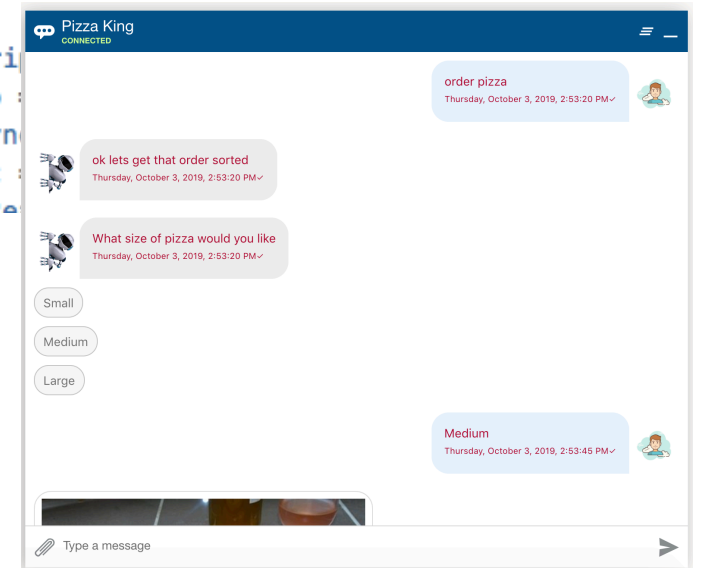 Pizza King
CONNECTED
order pizza
Thursday, October 3, 2019, 2:53:20 PM✓
ok lets get that order sorted
Thursday, October 3, 2019, 2:53:20 PM✓
What size of pizza would you like
Thursday, October 3, 2019, 2:53:20 PM✓
Small
Medium
Large
Medium
Thursday, October 3, 2019, 2:53:45 PM✓
Type a message